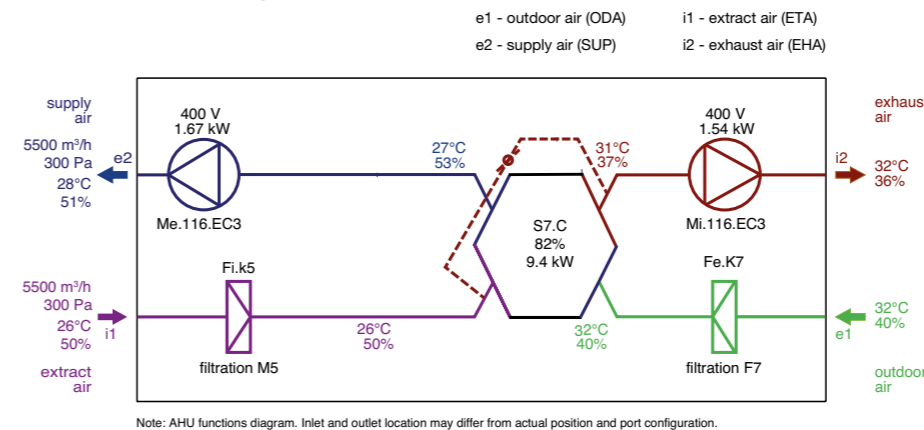 e1 - outdoor air (ODA)
i1 - extract air (ETA)
e2 - supply air (SUP)
i2 - exhaust air (EHA)
supply
air
5500 m³/h
300 Pa
e2
28°C
51%
400 V
1.67 kW
Me.116.EC3
27°C
53%
31°C
37%
400 V
1.54 kW
Mi.116.EC3
exhaus
air
i2
32°C
36%
S7.C
82%
9.4 kW
5500 m³/h
300 Pa
26°C
50%
i1
extract
air
Fi.k5
filtration M5
26°C
50%
32°C
40%
Fe.K7
filtration F7
32°C
40%
e1
outdoor
air
Note: AHU functions diagram. Inlet and outlet location may differ from actual position and port configuration.